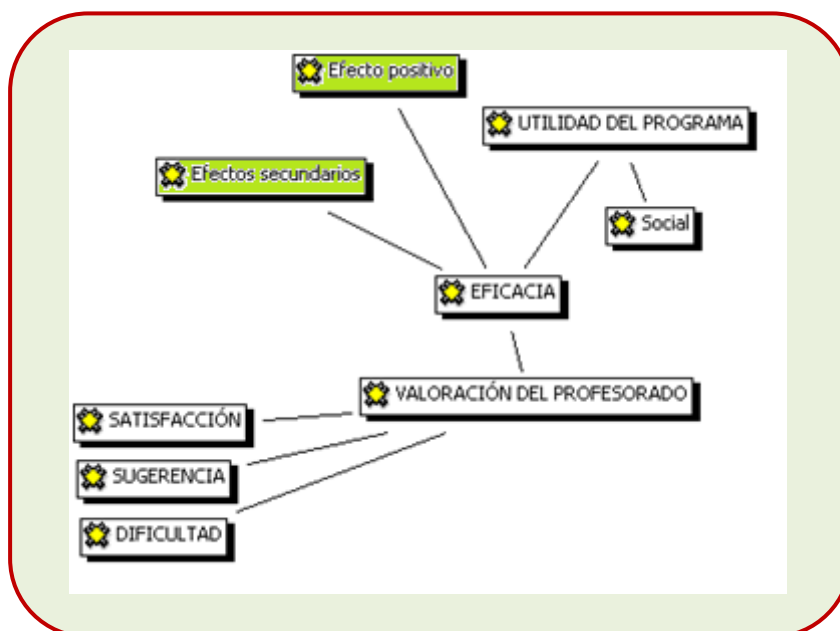 Efecto positivo
UTILIDAD DEL PROGRAMA
Efectos secundarios
Social
EFICACIA
VALORACIÓN DEL PROFESORADO
SATISFACCIÓN
SUGERENCIA
DIFICULTAD